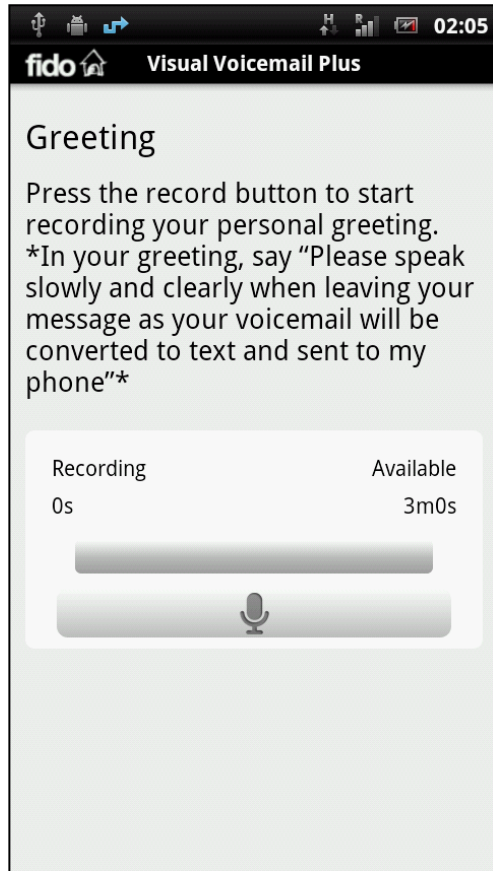 H R 02:05
fido Visual Voicemail Plus
Greeting
Press the record button to start
recording your personal greeting.
*In your greeting, say “Please speak
slowly and clearly when leaving your
message as your voicemail will be
converted to text and sent to my
phone”*
Recording Available
0s 3m0s